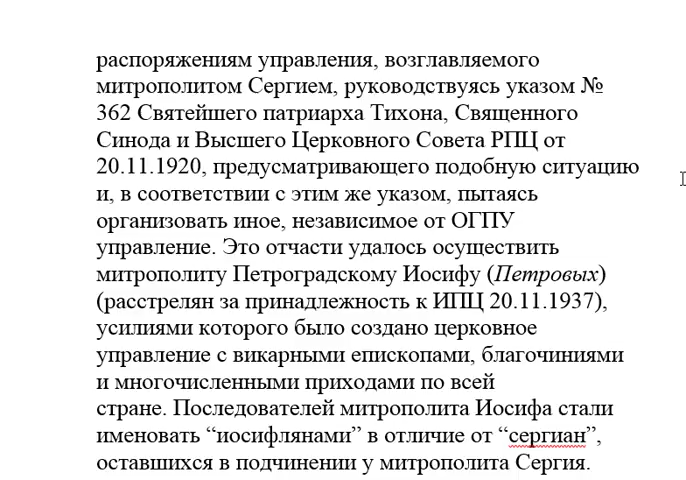 распоряжениям управления, возглавляемого
митрополитом Сергием, руководствуясь указом №
362 Святейшего патриарха Тихона, Священного
Синода и Высшего Церковного Совета РПЦ от
20.11.1920, предусматривающего подобную ситуацию
и, в соответствии с этим же указом, пытаясь
организовать иное, независимое от ОГПУ
управление. Это отчасти удалось осуществить
митрополиту Петроградскому Иосифу (Петровых)
(расстрелян за принадлежность к ИПЦ 20.11.1937),
усилиями которого было создано церковное
управление с викарными епископами, благочиниями
и многочисленными приходами по всей
стране. Последователей митрополита Иосифа стали
именовать “иосифлянами” в отличие от “сергиан”,
оставшихся в подчинении у митрополита Сергия.